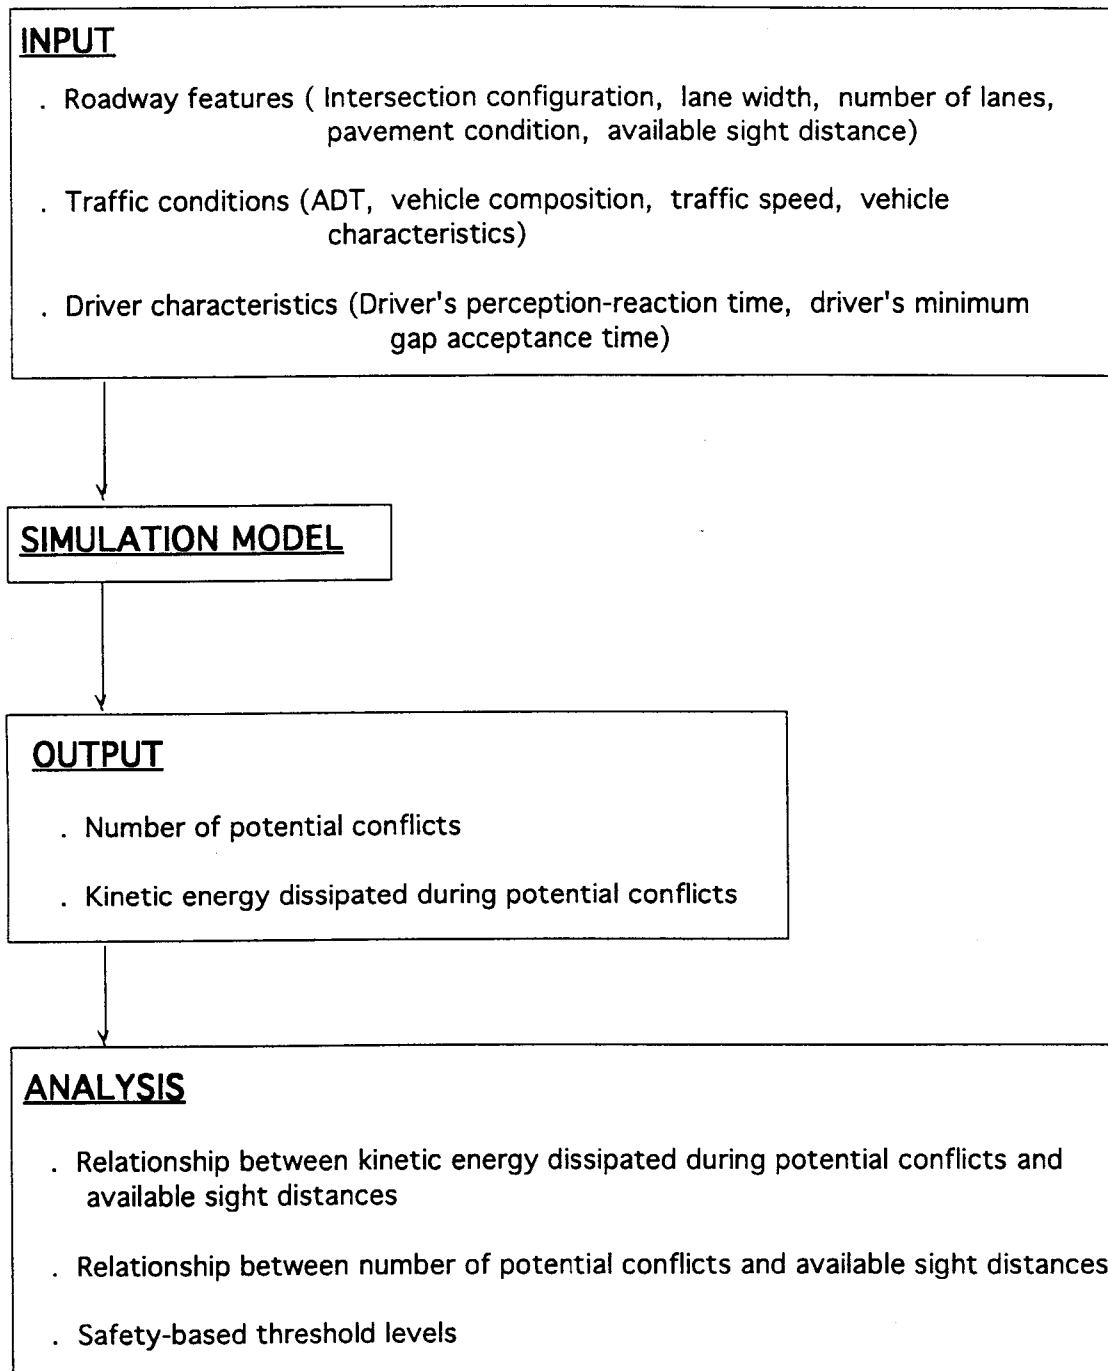 INPUT
. Roadway features ( Intersection configuration, lane width, number of lanes,
pavement condition, available sight distance)
. Traffic conditions (ADT, vehicle composition, traffic speed, vehicle
characteristics)
. Driver characteristics (Driver's perception-reaction time, driver's minimum
gap acceptance time)
SIMULATION MODEL
OUTPUT
. Number of potential conflicts
. Kinetic energy dissipated during potential conflicts
ANALYSIS
. Relationship between kinetic energy dissipated during potential conflicts and
available sight distances
. Relationship between number of potential conflicts and available sight distances
. Safety-based threshold levels